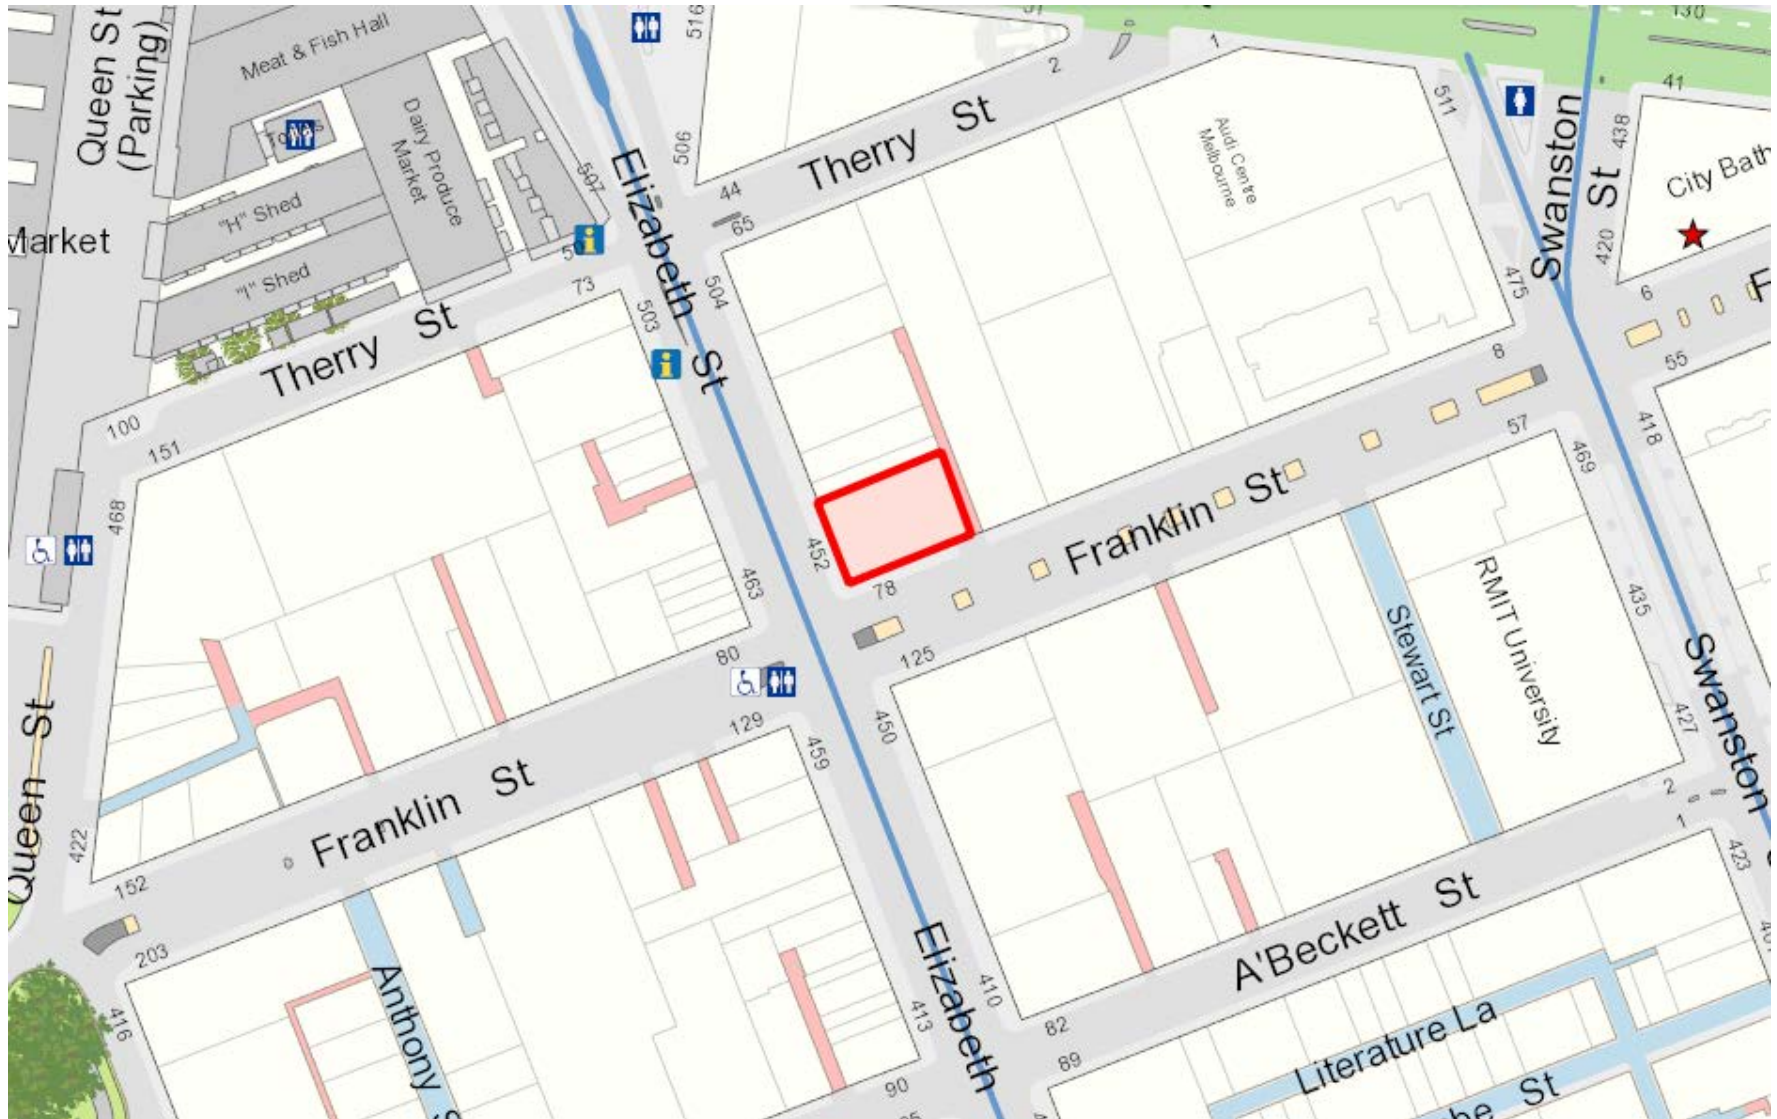 Queen St
(Parking)
Meat & Fish Hall
516
2
1
130
41
511
Swanston St
438
Audi Centre
Melbourne
City Bath
Dairy Produce
Market
507
Elizabeth St
506
Therry St
44
65
"H" Shed
Market
420
"I" Shed
73
503
504
475
6
Therry St
8
55
100
151
57
418
469
468
Franklin St
452
78
463
435
RMIT University
Stewart St
80
125
Swanston
Queen St
129
450
459
427
Franklin St
2
1
422
423
152
A'Beckett St
203
Anthony
Elizabeth
410
413
416
82
Literature La
89
90
St